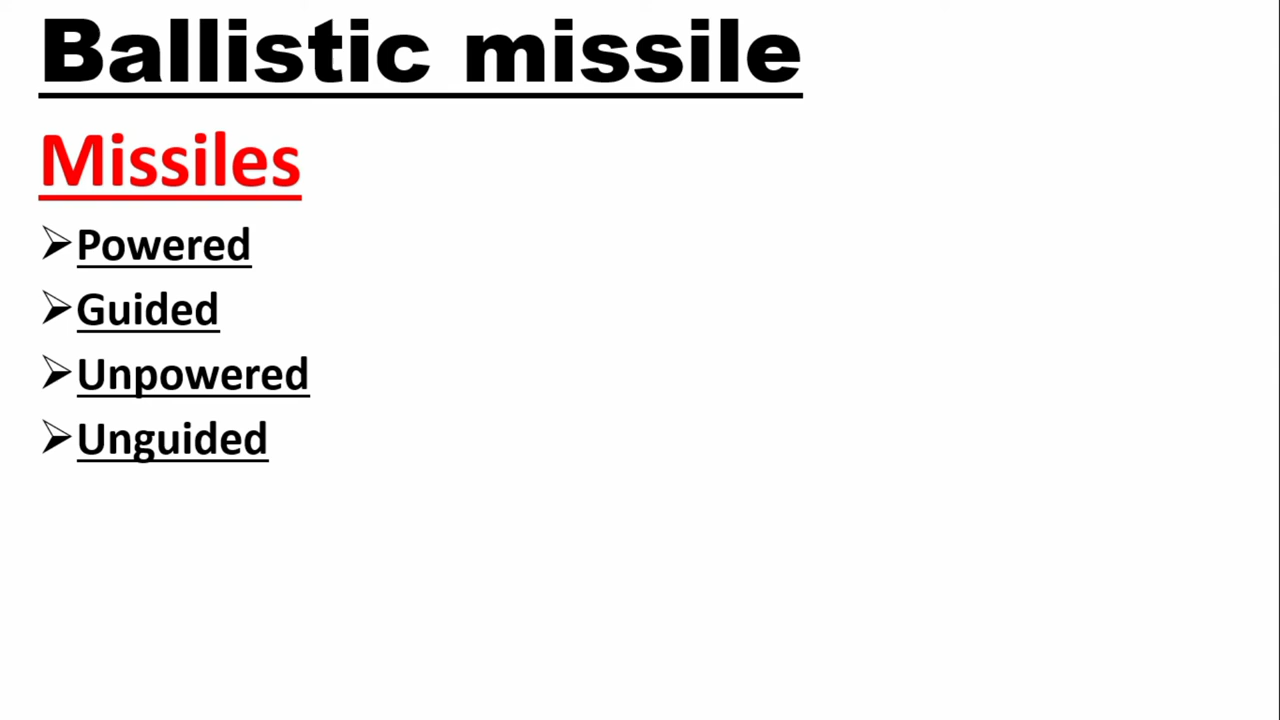 Ballistic missile
Missiles
➢Powered
➢Guided
➢Unpowered
➢Unguided